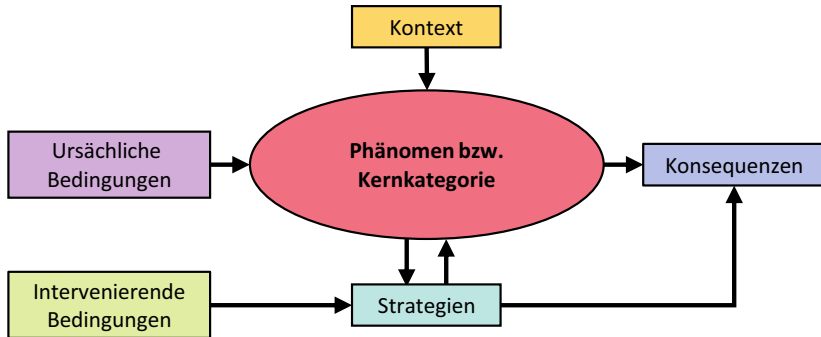 Kontext
Ursächliche
Bedingungen
Phänomen bzw.
Kernkategorie
Konsequenzen
Intervenierende
Bedingungen
Strategien